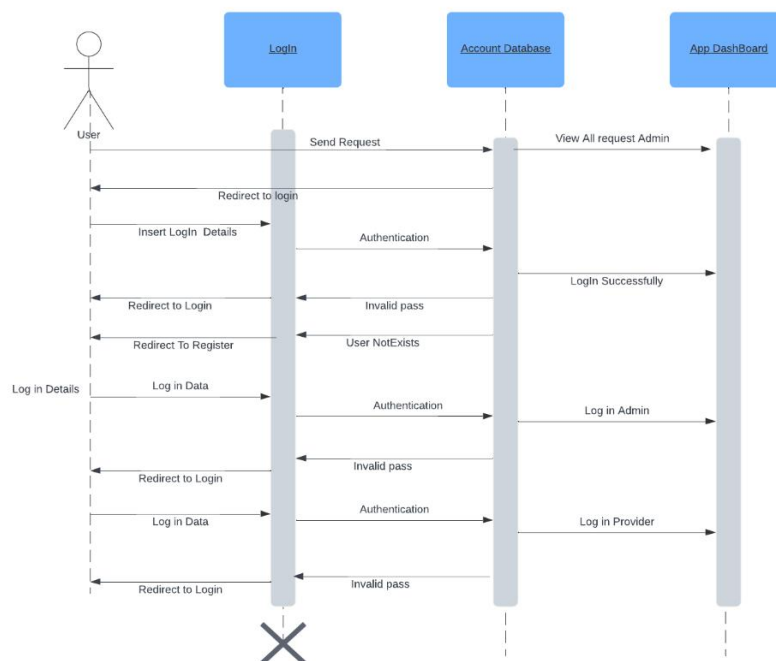 LogIn
Account Database
App DashBoard
User
Send Request
View All request Admin
Redirect to login
Insert LogIn Details
Authentication
LogIn Successfully
Redirect to Login
Invalid pass
Redirect To Register
User NotExists
Log in Details
Log in Data
Authentication
Log in Admin
Invalid pass
Redirect to Login
Log in Data
Authentication
Log in Provider
Invalid pass
Redirect to Login